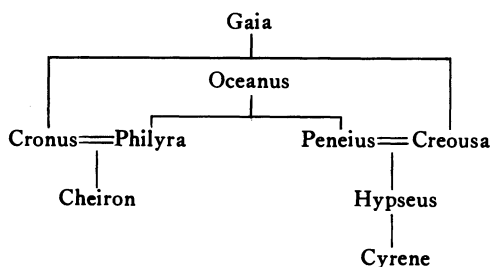 Gaia
Oceanus
Cronus Philyra Peneius Creousa
Cheiron Hypseus
Cyrene